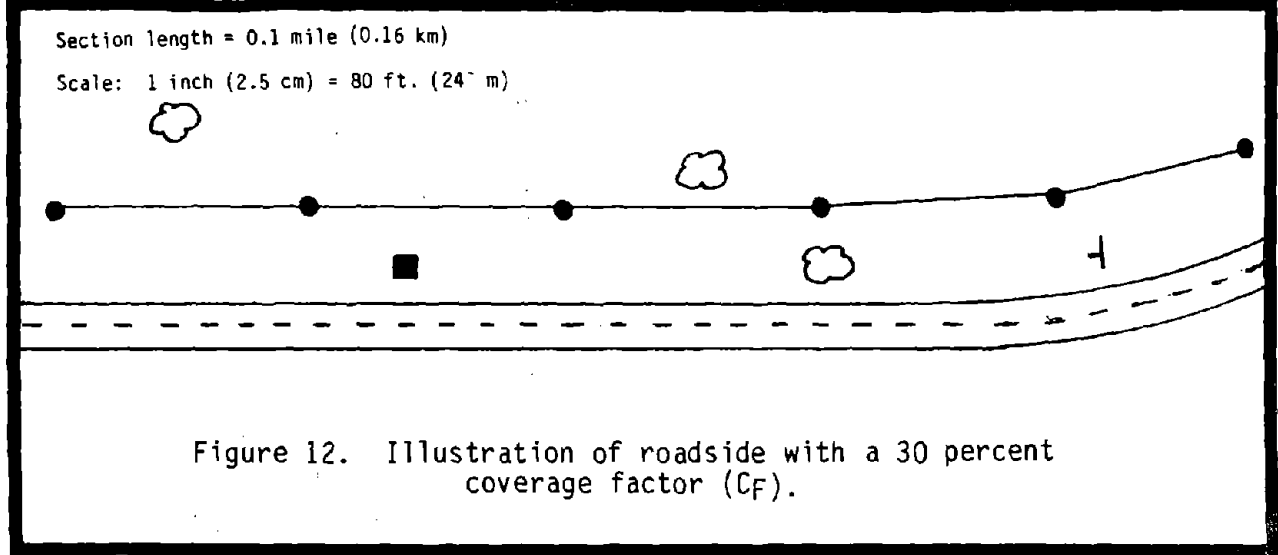 Section length = 0.1 mile (0.16 km)
Scale: 1 inch (2.5 cm) = 80 ft. (24 m)
Figure 12. Illustration of roadside with a 30 percent
coverage factor (CF).